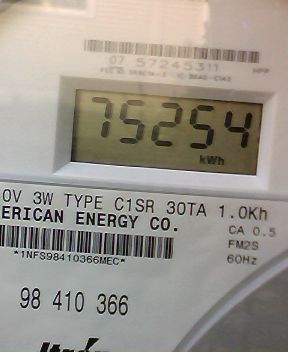 07 57245311
75254
kWh
0V 3W TYPE C1SR 30TA 1.0Kh
ERICAN ENERGY CO.
CA 0.5
FM2S
60Hz
*1NFS98410366MEC*
98 410 366
Itron